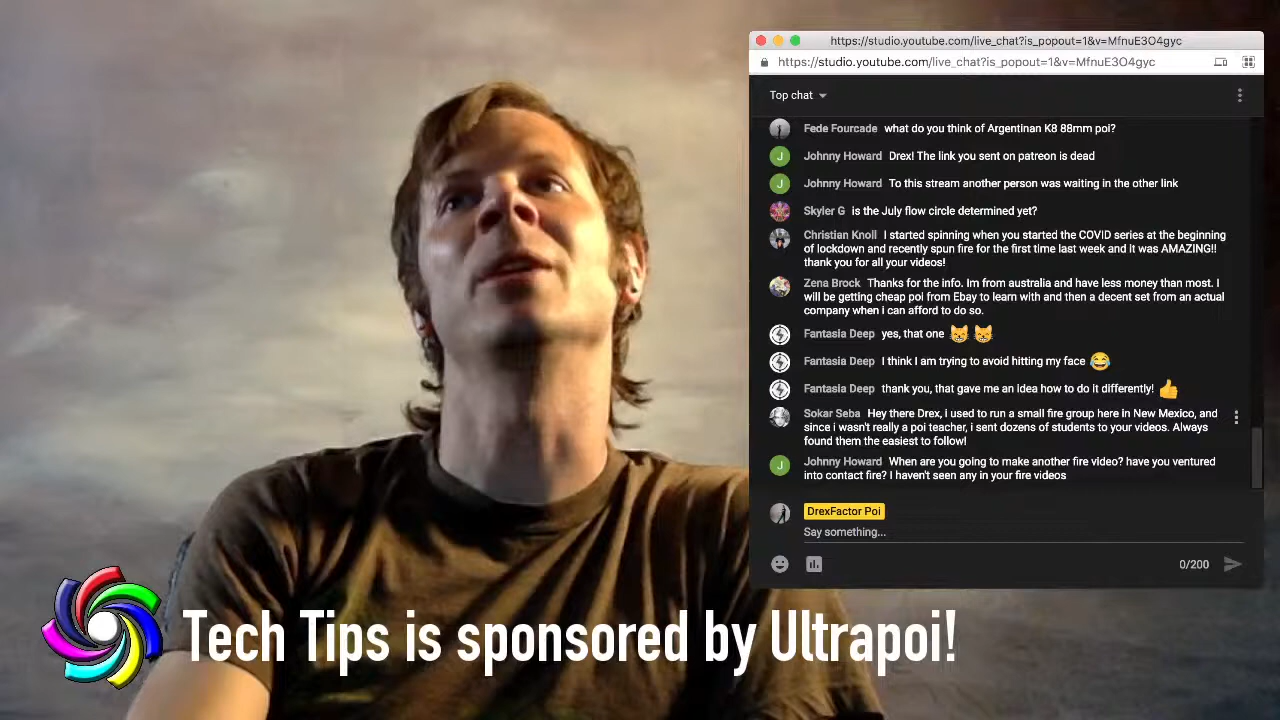 https://studio.youtube.com/live_chat?is_popout=1&v=MfnuE3O4gyc
https://studio.youtube.com/live_chat?is_popout=1&v=MfnuE3O4gyc
Top chat
Fede Fourcade what do you think of Argentinan K8 88mm poi?
J Johnny Howard Drex! The link you sent on patreon is dead
J Johnny Howard To this stream another person was waiting in the other link
Skyler G is the July flow circle determined yet?
Christian Knoll I started spinning when you started the COVID series at the beginning
of lockdown and recently spun fire for the first time last week and it was AMAZING!!
thank you for all your videos!
Zena Brock Thanks for the info. Im from australia and have less money than most. I
will be getting cheap poi from Ebay to learn with and then a decent set from an actual
company when i can afford to do so.
Fantasia Deep yes, that one 😼 😼
Fantasia Deep I think I am trying to avoid hitting my face 😂
Fantasia Deep thank you, that gave me an idea how to do it differently! 👍
Sokar Seba Hey there Drex, i used to run a small fire group here in New Mexico, and
since i wasn't really a poi teacher, i sent dozens of students to your videos. Always
found them the easiest to follow!
J Johnny Howard When are you going to make another fire video? have you ventured
into contact fire? I haven't seen any in your fire videos
DrexFactor Poi
Say something...
0/200
Tech Tips is sponsored by Ultrapoi!